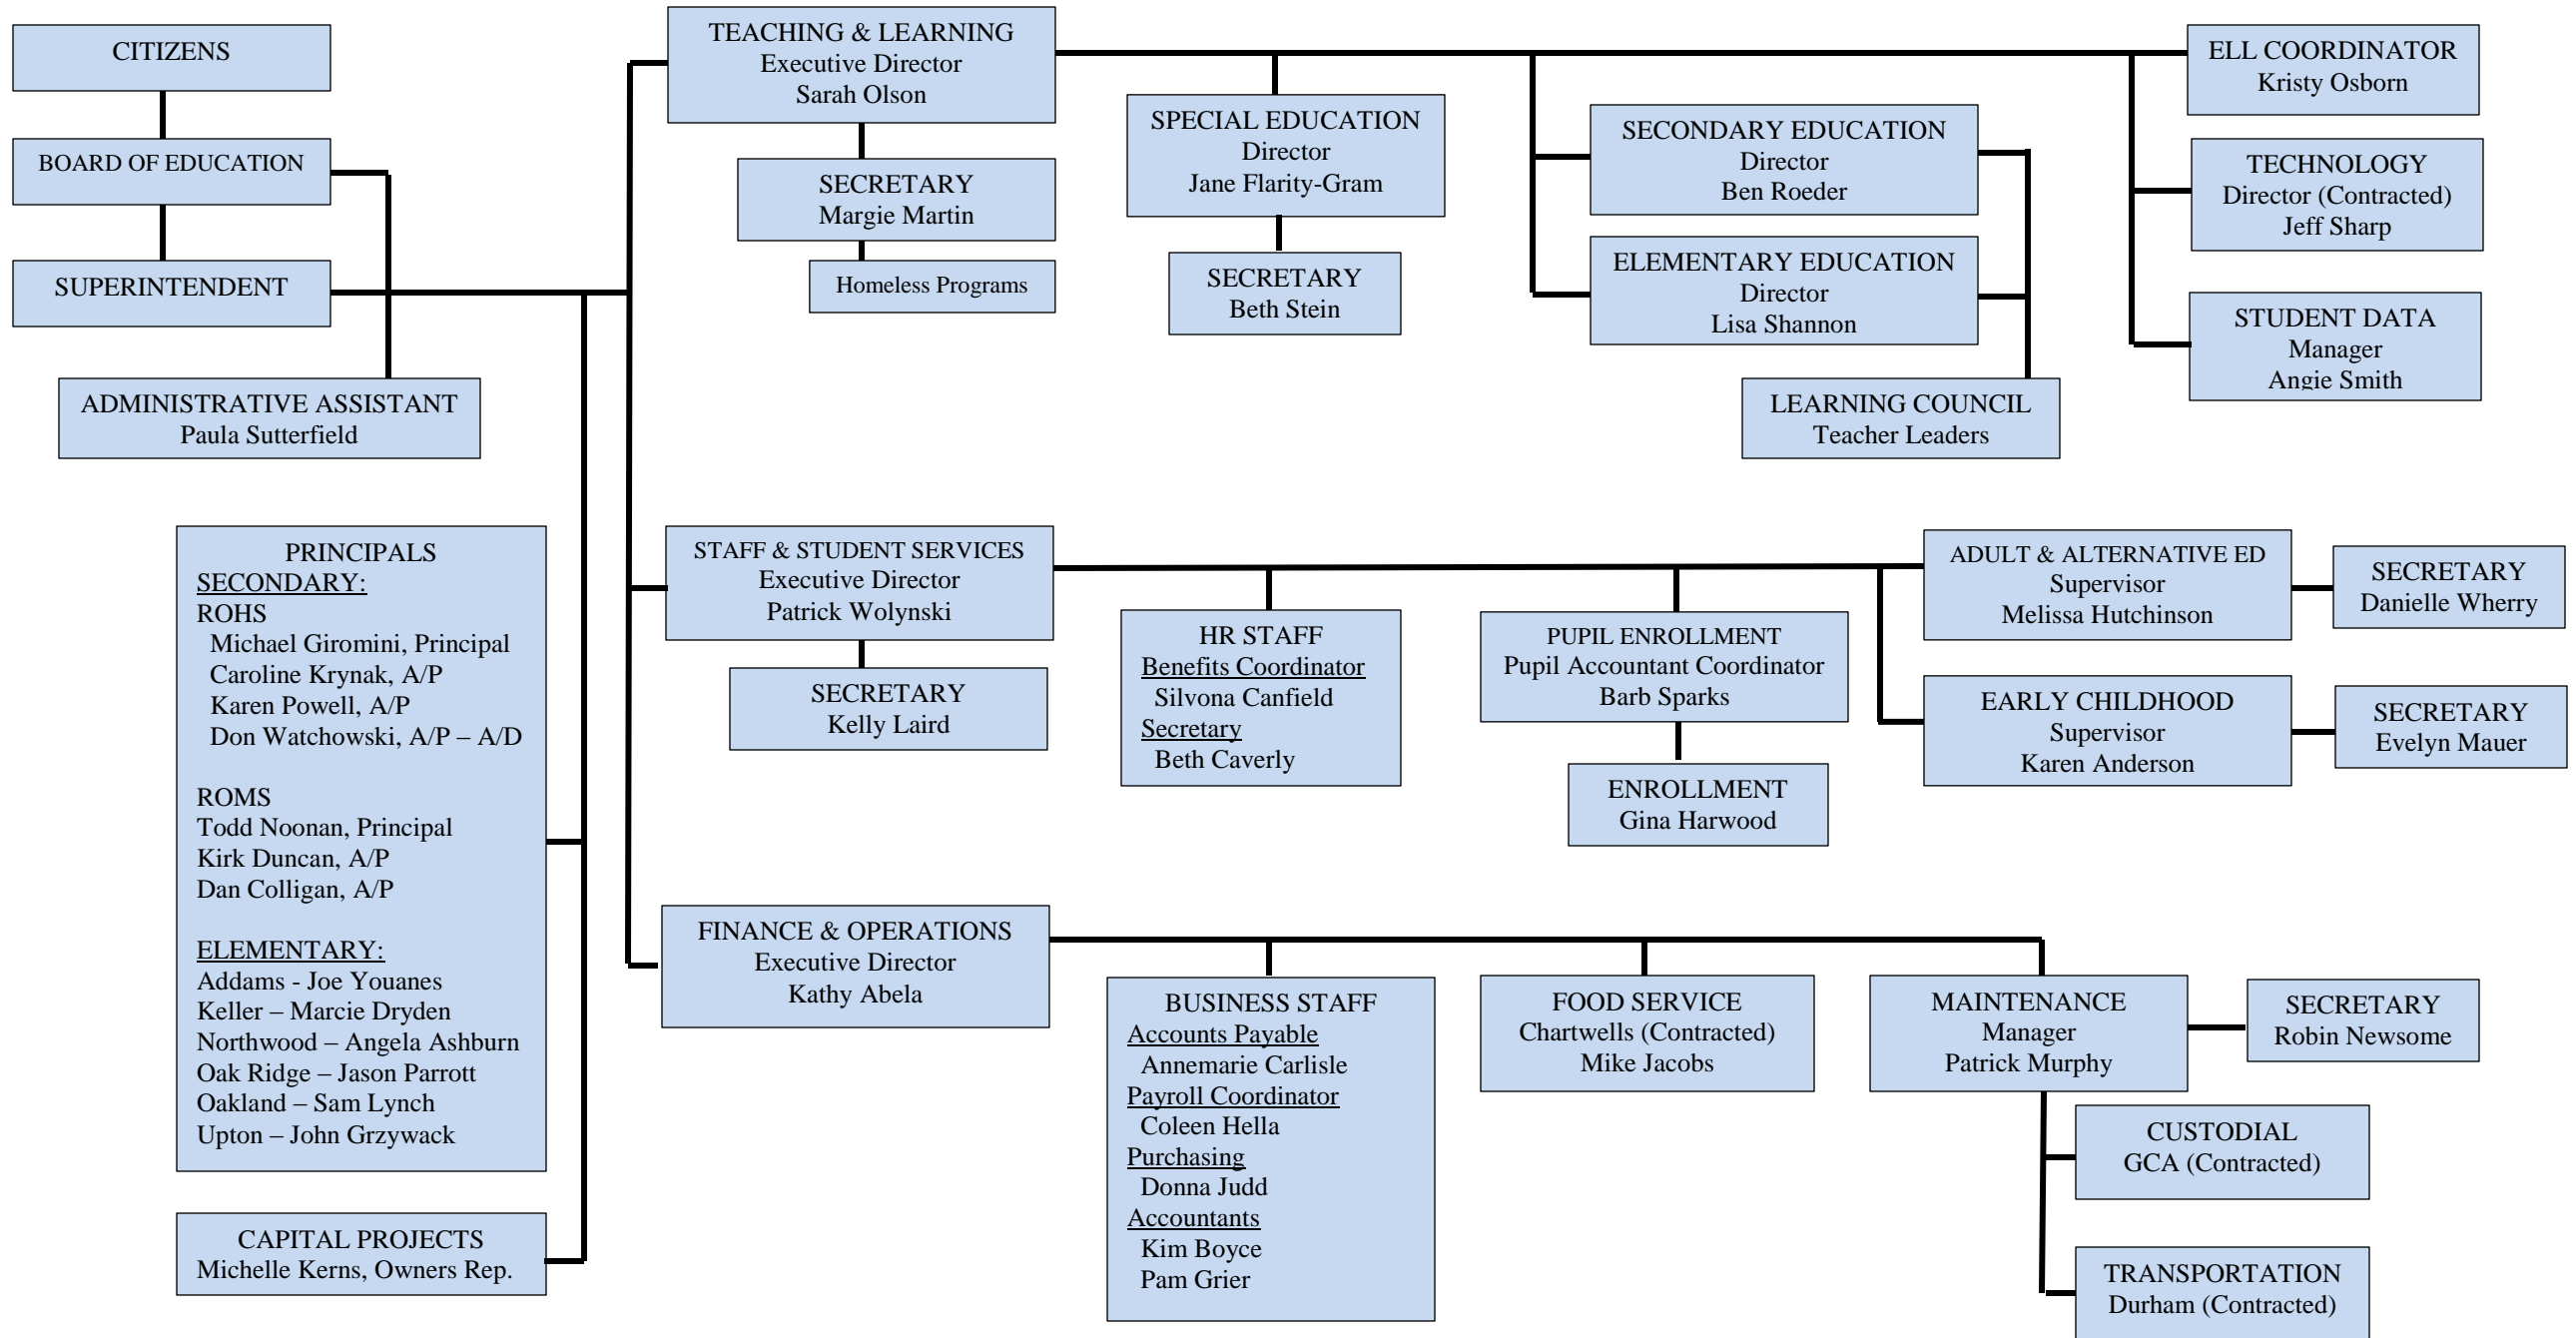 CITIZENS
BOARD OF EDUCATION
SUPERINTENDENT
ADMINISTRATIVE ASSISTANT
Paula Sutterfield
PRINCIPALS
SECONDARY:
ROHS
Michael Giromini, Principal
Caroline Krynak, A/P
Karen Powell, A/P
Don Watchowski, A/P – A/D
ROMS
Todd Noonan, Principal
Kirk Duncan, A/P
Dan Colligan, A/P
ELEMENTARY:
Addams - Joe Youanes
Keller – Marcie Dryden
Northwood – Angela Ashburn
Oak Ridge – Jason Parrott
Oakland – Sam Lynch
Upton – John Grzywack
CAPITAL PROJECTS
Michelle Kerns, Owners Rep.
TEACHING & LEARNING
Executive Director
Sarah Olson
SECRETARY
Margie Martin
Homeless Programs
SPECIAL EDUCATION
Director
Jane Flarity-Gram
SECRETARY
Beth Stein
SECONDARY EDUCATION
Director
Ben Roeder
ELEMENTARY EDUCATION
Director
Lisa Shannon
LEARNING COUNCIL
Teacher Leaders
ELL COORDINATOR
Kristy Osborn
TECHNOLOGY
Director (Contracted)
Jeff Sharp
STUDENT DATA
Manager
Angie Smith
STAFF & STUDENT SERVICES
Executive Director
Patrick Wolynski
SECRETARY
Kelly Laird
HR STAFF
Benefits Coordinator
Silvona Canfield
Secretary
Beth Caverly
PUPIL ENROLLMENT
Pupil Accountant Coordinator
Barb Sparks
ENROLLMENT
Gina Harwood
ADULT & ALTERNATIVE ED
Supervisor
Melissa Hutchinson
SECRETARY
Danielle Wherry
EARLY CHILDHOOD
Supervisor
Karen Anderson
SECRETARY
Evelyn Mauer
FINANCE & OPERATIONS
Executive Director
Kathy Abela
BUSINESS STAFF
Accounts Payable
Annemarie Carlisle
Payroll Coordinator
Coleen Hella
Purchasing
Donna Judd
Accountants
Kim Boyce
Pam Grier
FOOD SERVICE
Chartwells (Contracted)
Mike Jacobs
MAINTENANCE
Manager
Patrick Murphy
SECRETARY
Robin Newsome
CUSTODIAL
GCA (Contracted)
TRANSPORTATION
Durham (Contracted)